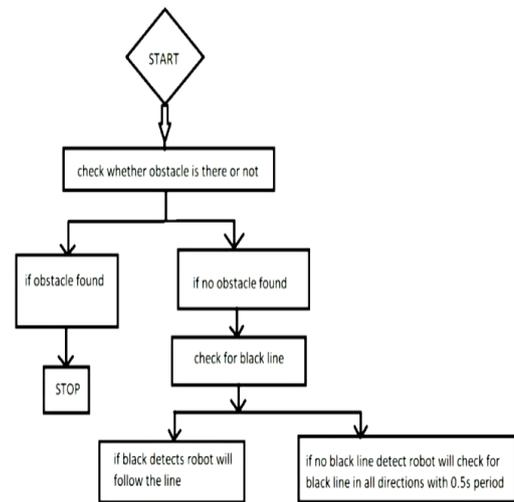 START
check whether obstacle is there or not
if obstacle found
if no obstacle found
STOP
check for black line
if black detects robot will
follow the line
if no black line detect robot will check for
black line in all directions with 0.5s period